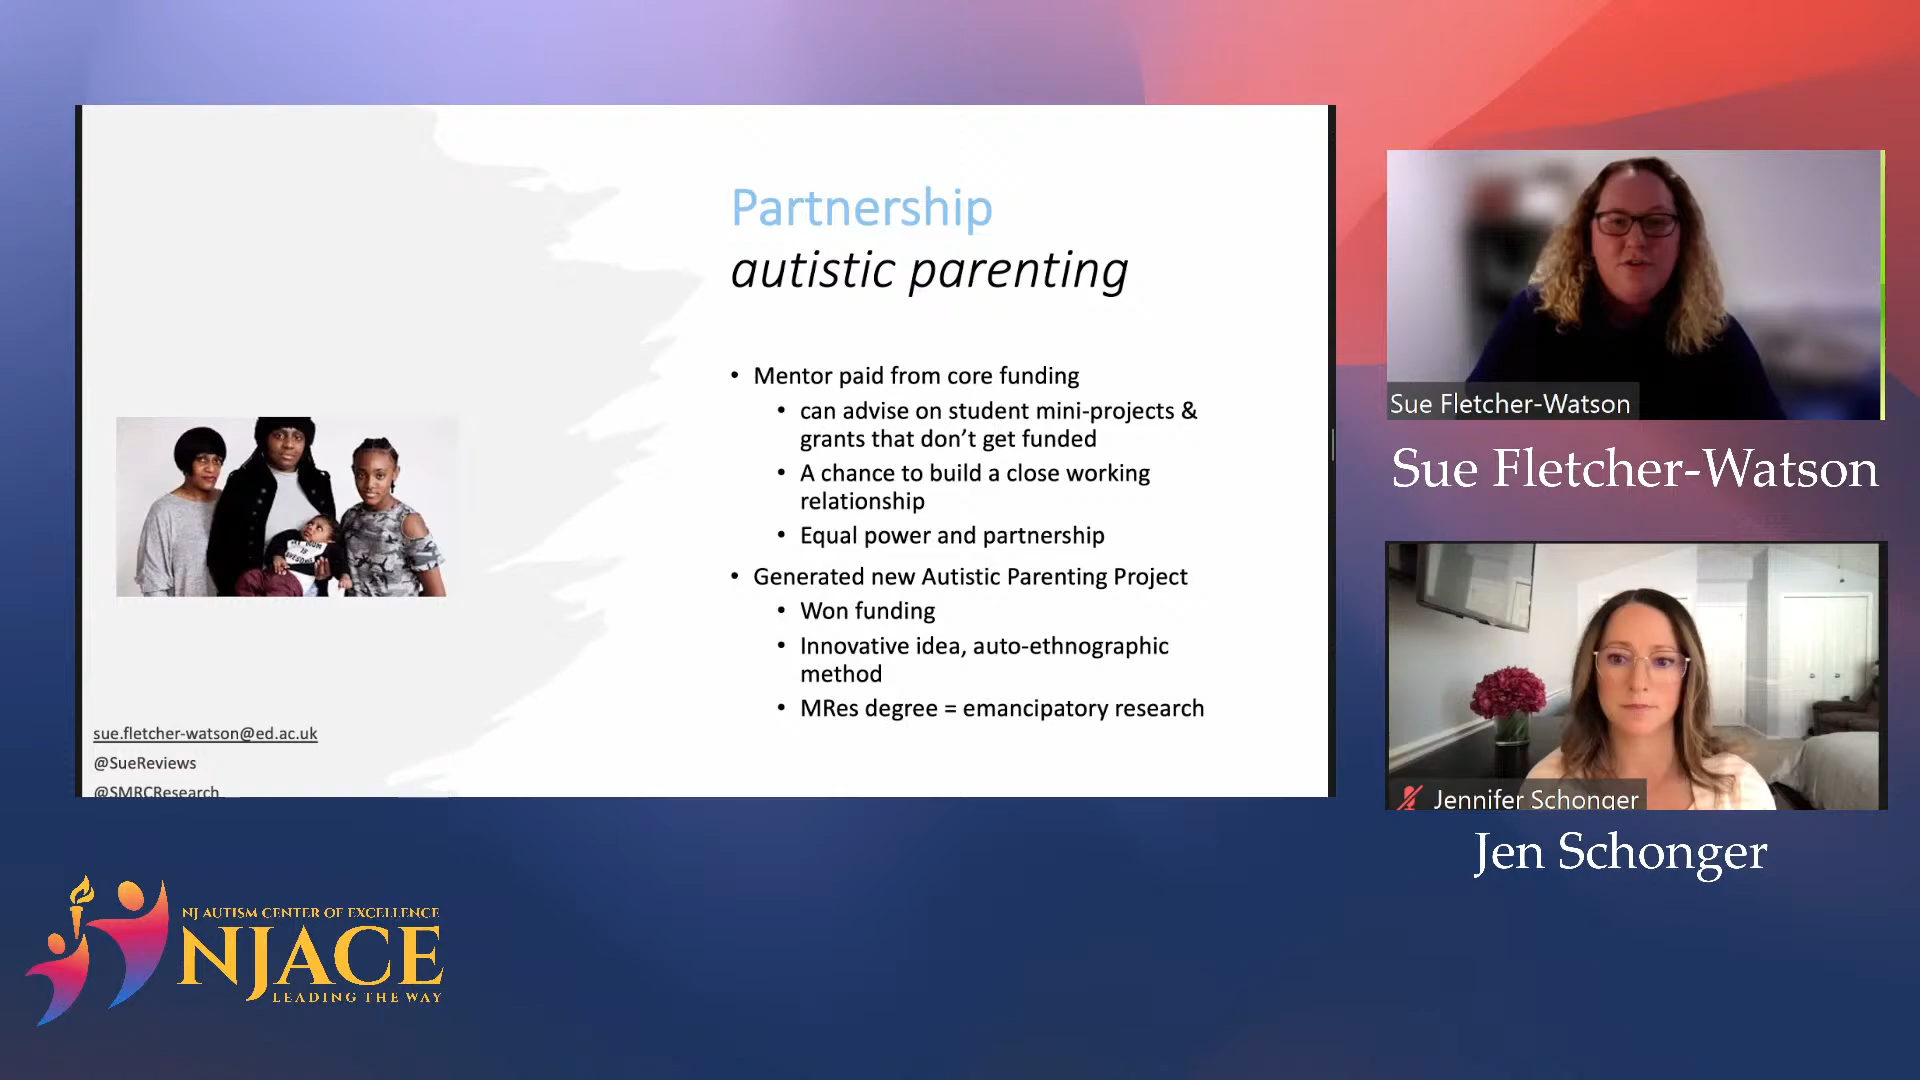 Partnership
autistic parenting
• Mentor paid from core funding
• can advise on student mini-projects &
grants that don't get funded
• A chance to build a close working
relationship
• Equal power and partnership
• Generated new Autistic Parenting Project
• Won funding
• Innovative idea, auto-ethnographic
method
• MRes degree = emancipatory research
sue.fletcher-watson@ed.ac.uk
@SueReviews
@SMRCResearch
Sue Fletcher-Watson
Sue Fletcher-Watson
Jennifer Schonger
Jen Schonger
NJ AUTISM CENTER OF EXCELLENCE
NJACE
LEADING THE WAY